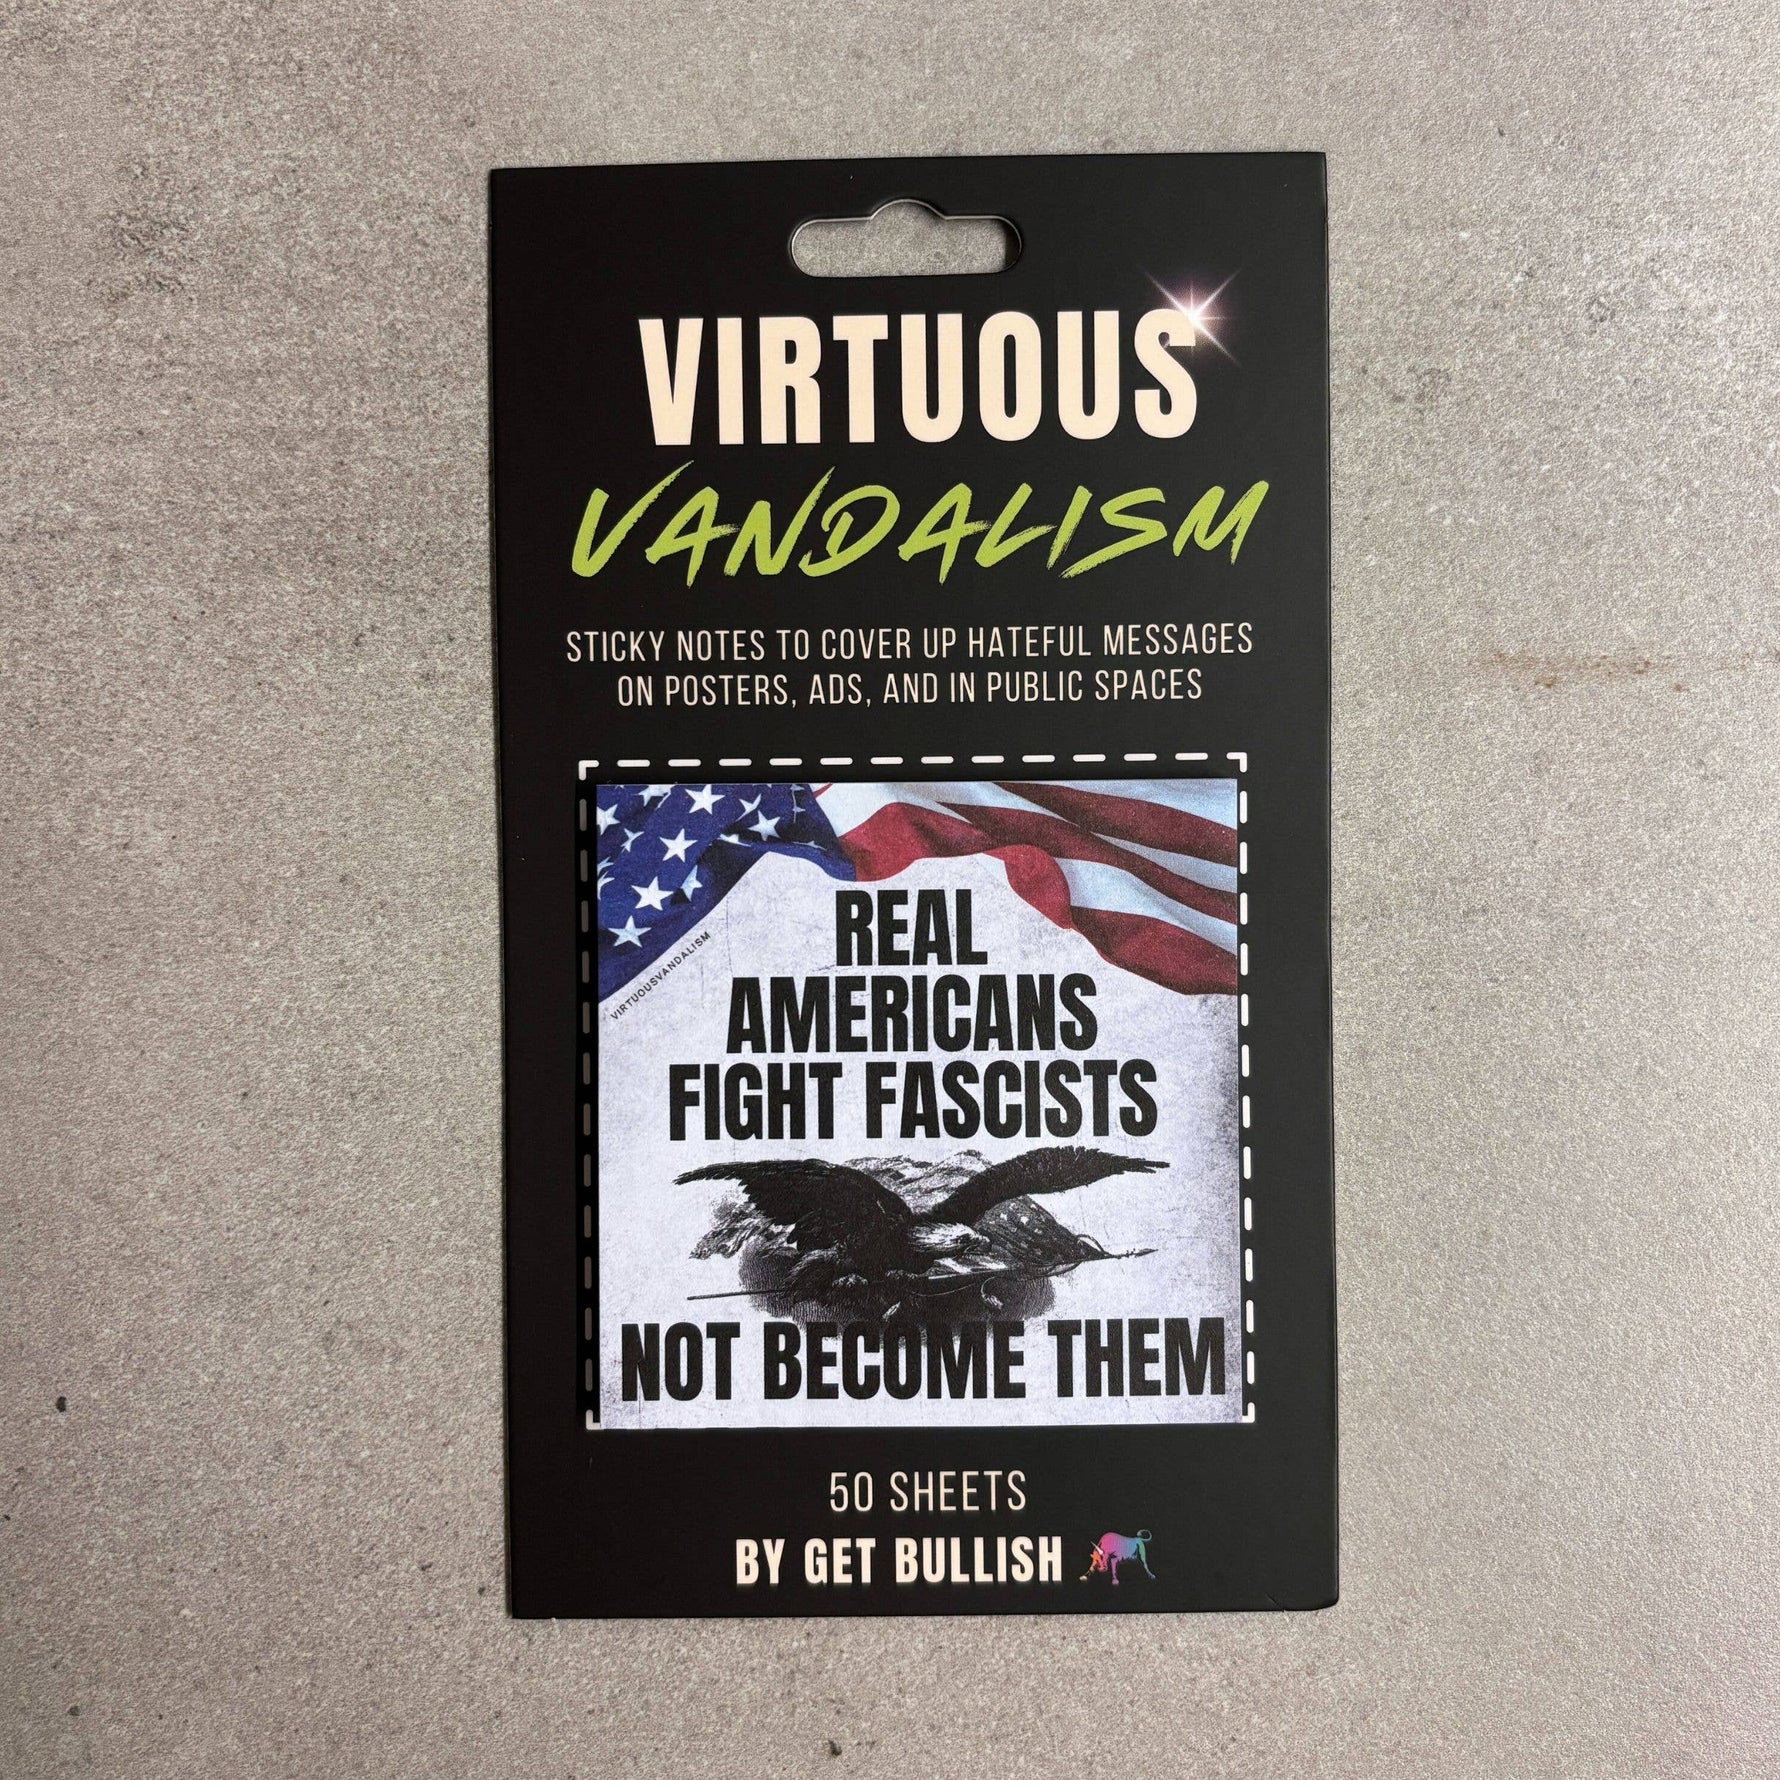 VIRTUOUS
VANDALISM
STICKY NOTES TO COVER UP HATEFUL MESSAGES
ON POSTERS, ADS, AND IN PUBLIC SPACES
VIRTUOUSVANDALISM
REAL
AMERICANS
FIGHT FASCISTS
NOT BECOME THEM
50 SHEETS
BY GET BULLISH